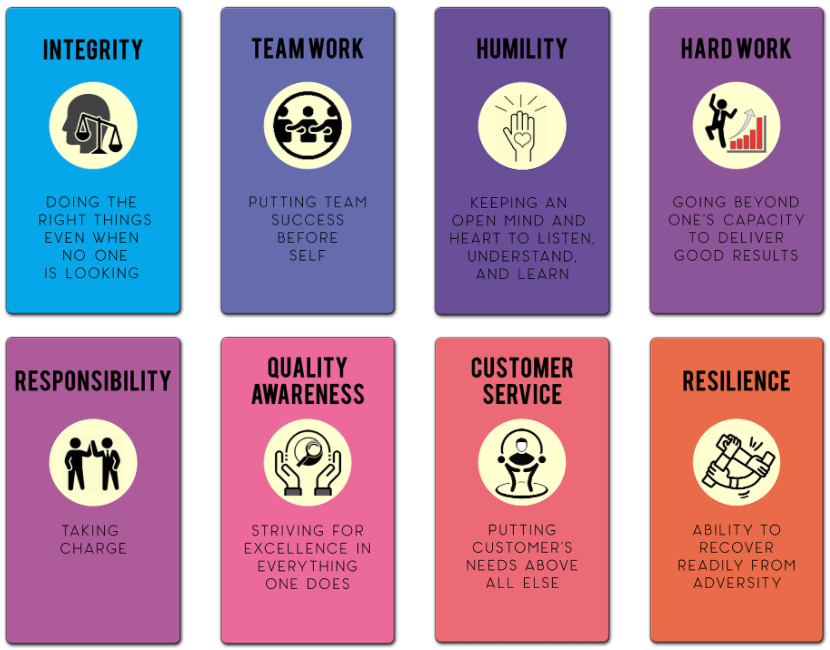 INTEGRITY
DOING THE
RIGHT THINGS
EVEN WHEN
NO ONE
IS LOOKING
TEAM WORK
PUTTING TEAM
SUCCESS
BEFORE
SELF
HUMILITY
KEEPING AN
OPEN MIND AND
HEART TO LISTEN,
UNDERSTAND,
AND LEARN
HARD WORK
GOING BEYOND
ONE'S CAPACITY
TO DELIVER
GOOD RESULTS
RESPONSIBILITY
TAKING
CHARGE
QUALITY
AWARENESS
STRIVING FOR
EXCELLENCE IN
EVERYTHING
ONE DOES
CUSTOMER
SERVICE
PUTTING
CUSTOMER'S
NEEDS ABOVE
ALL ELSE
RESILIENCE
ABILITY TO
RECOVER
READILY FROM
ADVERSITY